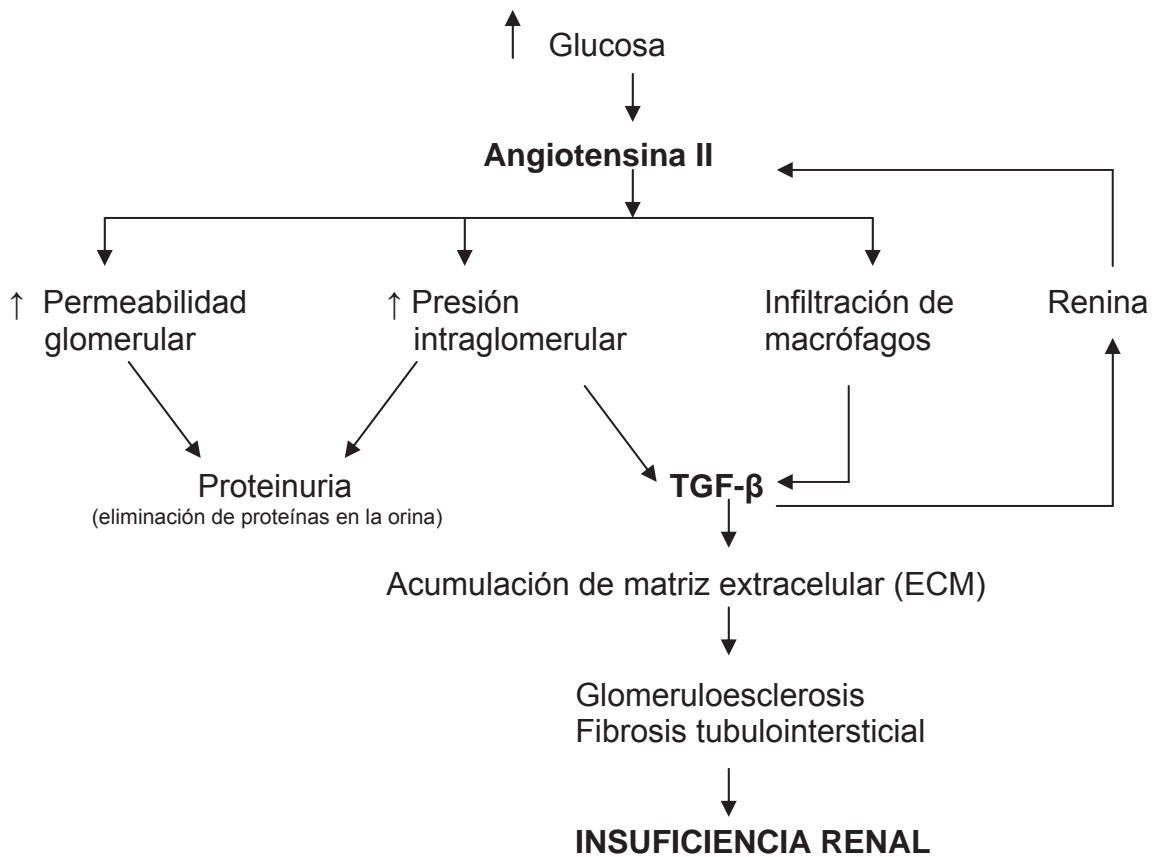 ↑ Glucosa
Angiotensina II
↑ Permeabilidad
glomerular
↑ Presión
intraglomerular
Infiltración de
macrófagos
Renina
Proteinuria
(eliminación de proteínas en la orina)
TGF-β
Acumulación de matriz extracelular (ECM)
Glomeruloesclerosis
Fibrosis tubulointersticial
INSUFICIENCIA RENAL